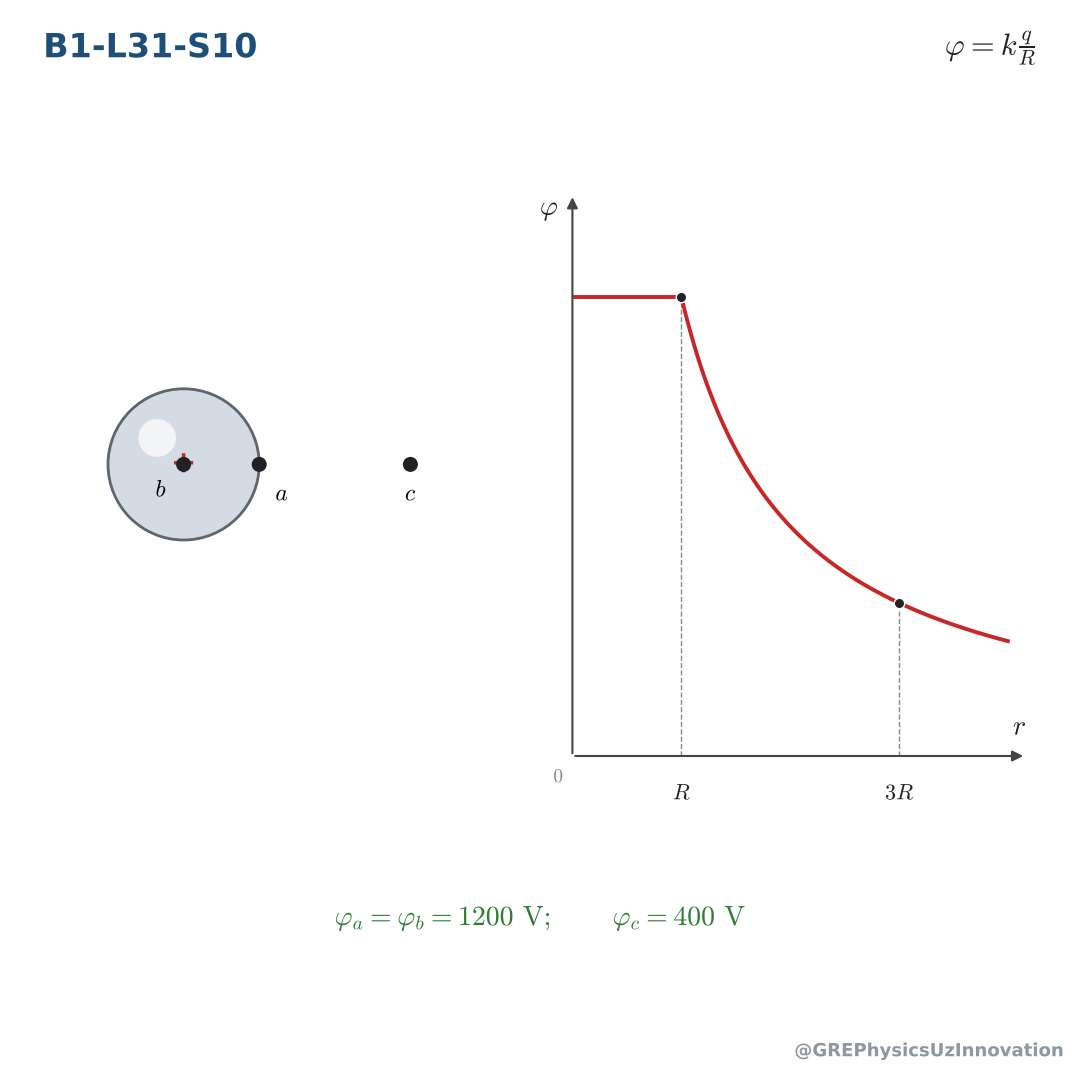 B1-L31-S10
φ = k q/R
φ
b
a
c
r
0
R
3R
φ_a = φ_b = 1200 V; φ_c = 400 V
@GREPhysicsUzInnovation